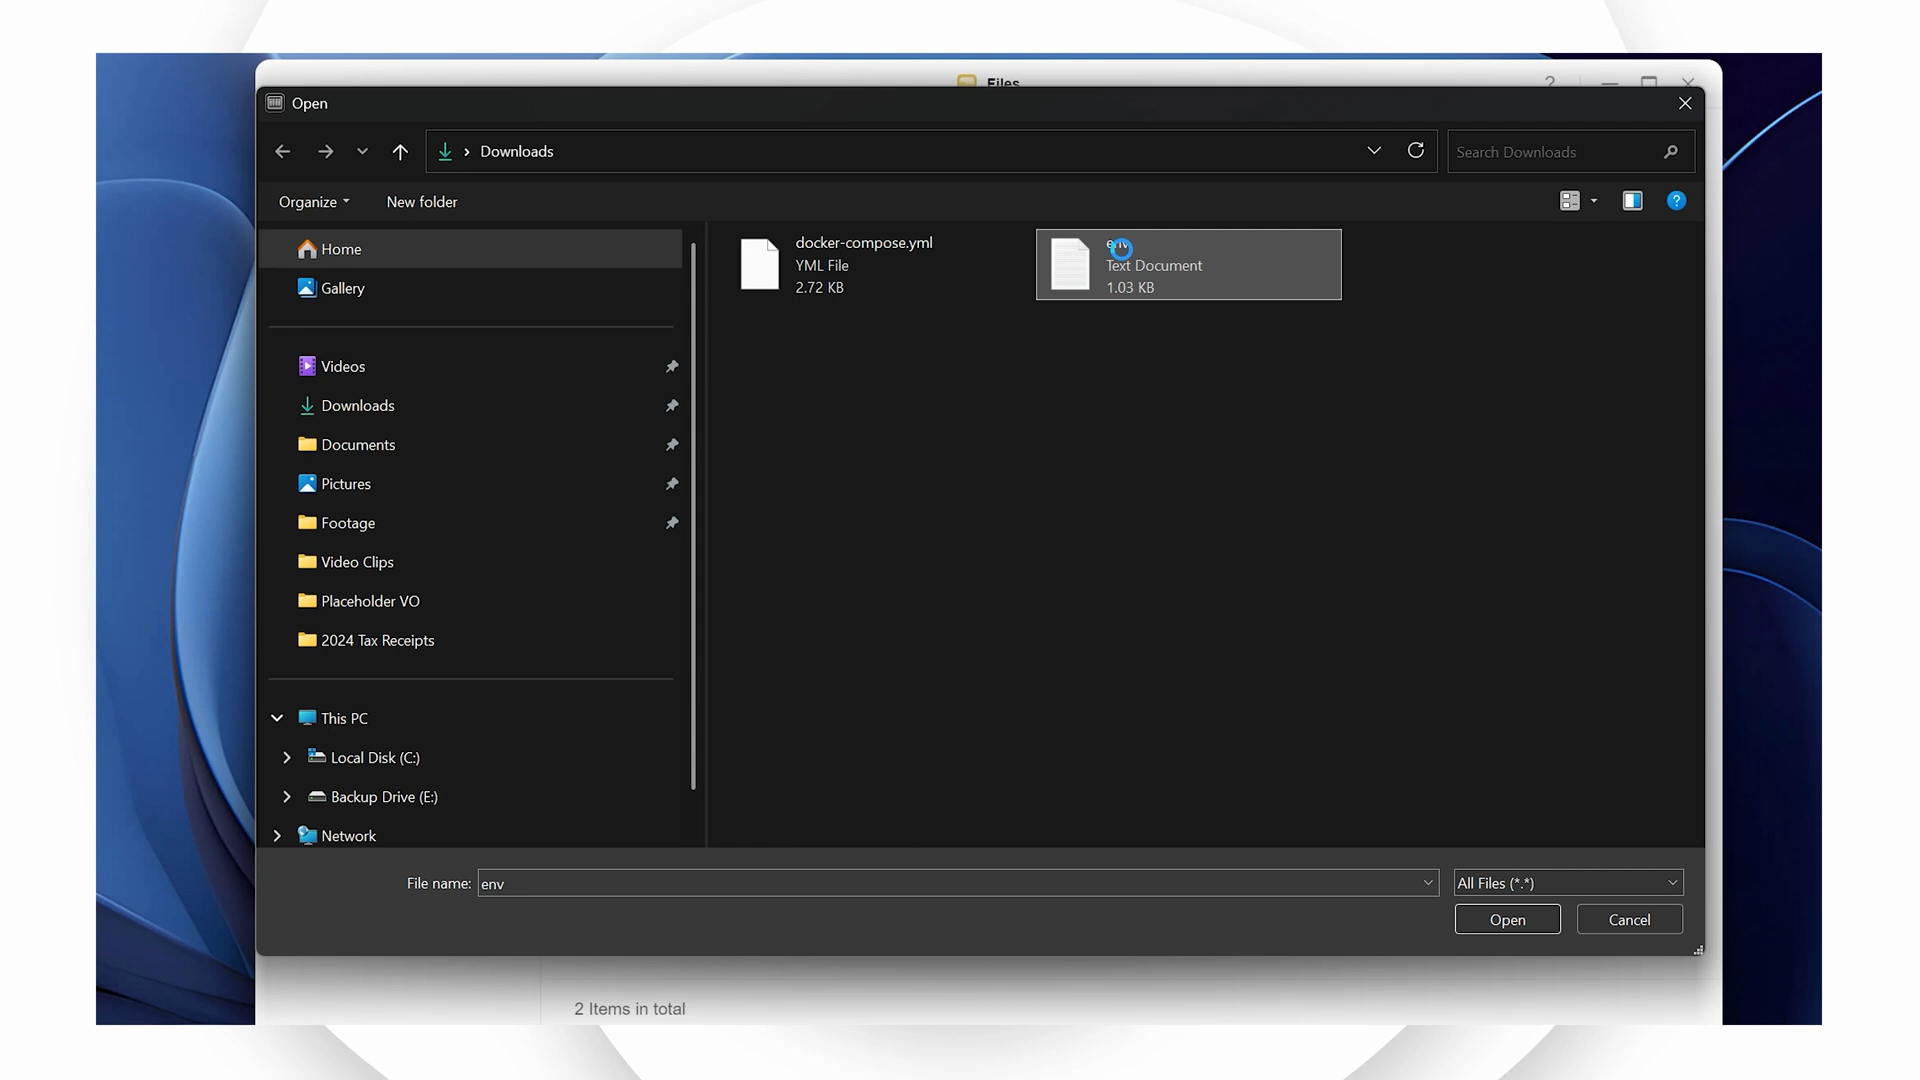 Files
Open
Downloads
Search Downloads
Organize
New folder
Home
Gallery
Videos
Downloads
Documents
Pictures
Footage
Video Clips
Placeholder VO
2024 Tax Receipts
This PC
Local Disk (C:)
Backup Drive (E:)
Network
docker-compose.yml
YML File
2.72 KB
env
Text Document
1.03 KB
File name:
env
All Files (*.*)
Open
Cancel
2 Items in total